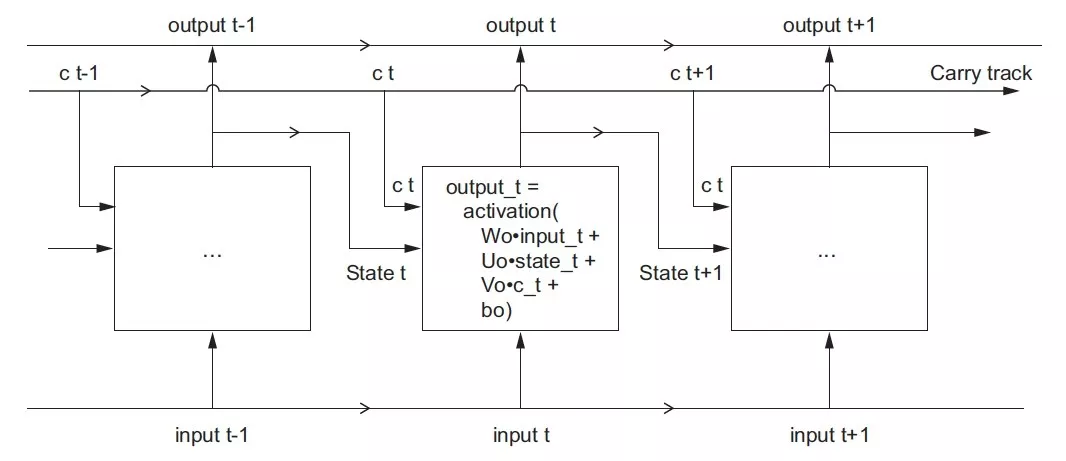 output t-1
output t
output t+1
c t-1
c t
c t+1
Carry track
c t
c t
output_t =
activation(
Wo•input_t +
Uo•state_t +
Vo•c_t +
bo)
...
...
State t
State t+1
input t-1
input t
input t+1